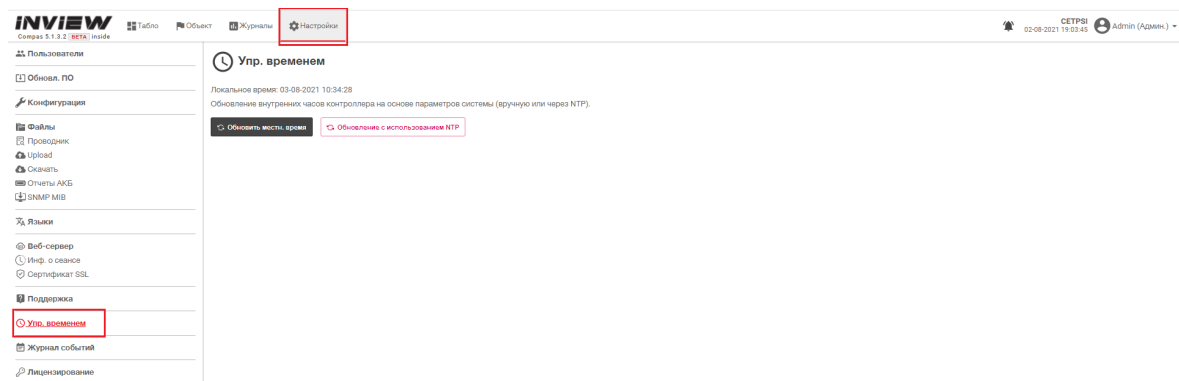 INVIEW
Compas 5.1.3.2 BETA inside
Табло
Объект
Журналы
Настройки
CETPSI
02-08-2021 19:03:45
Admin (Админ.)
Пользователи
Обновл. ПО
Конфигурация
Файлы
Проводник
Upload
Скачать
Отчеты АКБ
SNMP MIB
Языки
Веб-сервер
Инф. о сеансе
Сертификат SSL
Поддержка
Упр. временем
Журнал событий
Лицензирование
Упр. временем
Локальное время: 03-08-2021 10:34:28
Обновление внутренних часов контроллера на основе параметров системы (вручную или через NTP).
Обновить местн. время
Обновление с использованием NTP